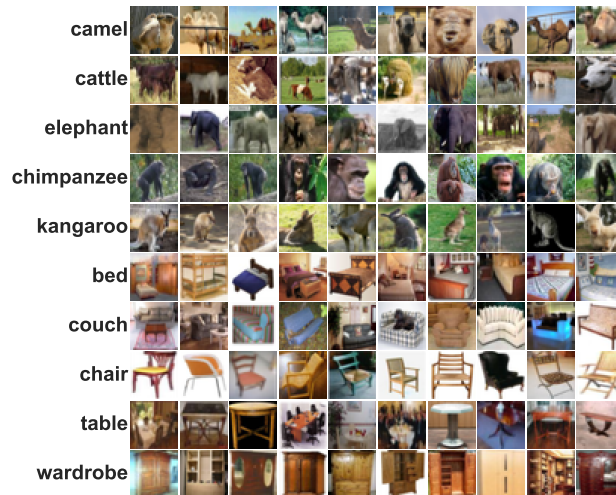 camel
cattle
elephant
chimpanzee
kangaroo
bed
couch
chair
table
wardrobe